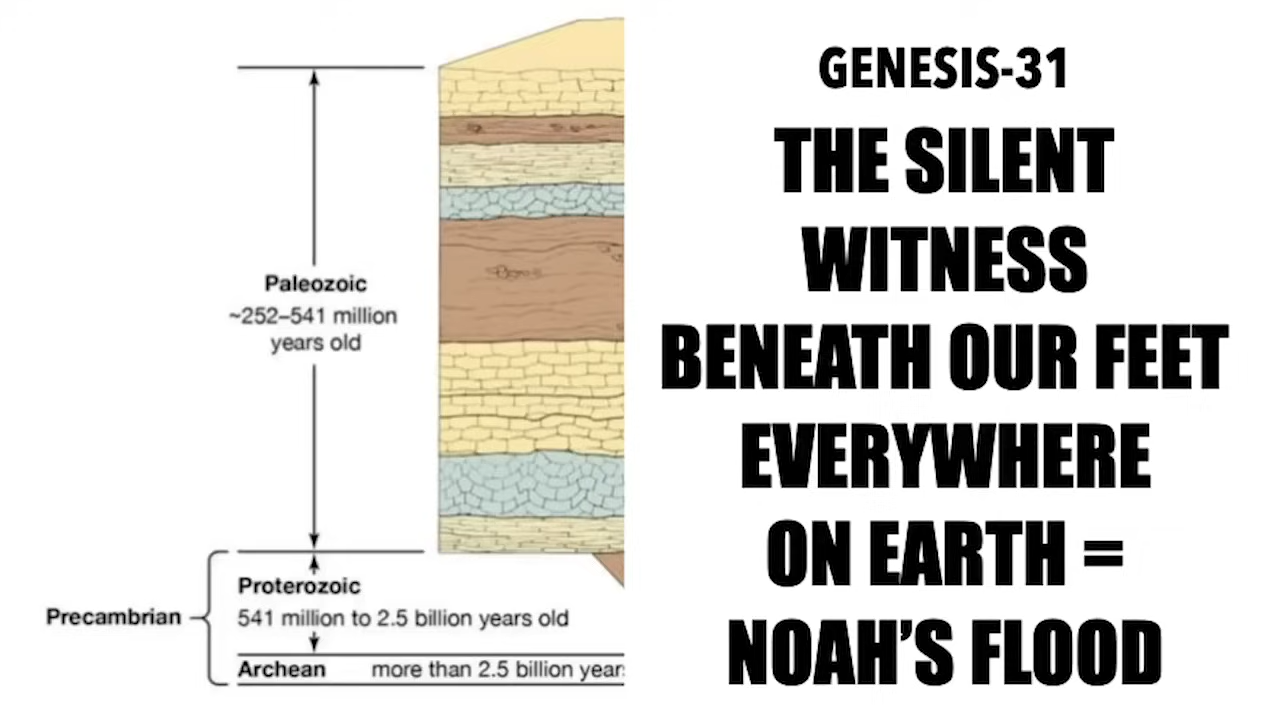 Paleozoic
~252–541 million
years old
Precambrian
Proterozoic
541 million to 2.5 billion years old
Archean more than 2.5 billion
GENESIS-31
THE SILENT
WITNESS
BENEATH OUR FEET
EVERYWHERE
ON EARTH =
NOAH’S FLOOD